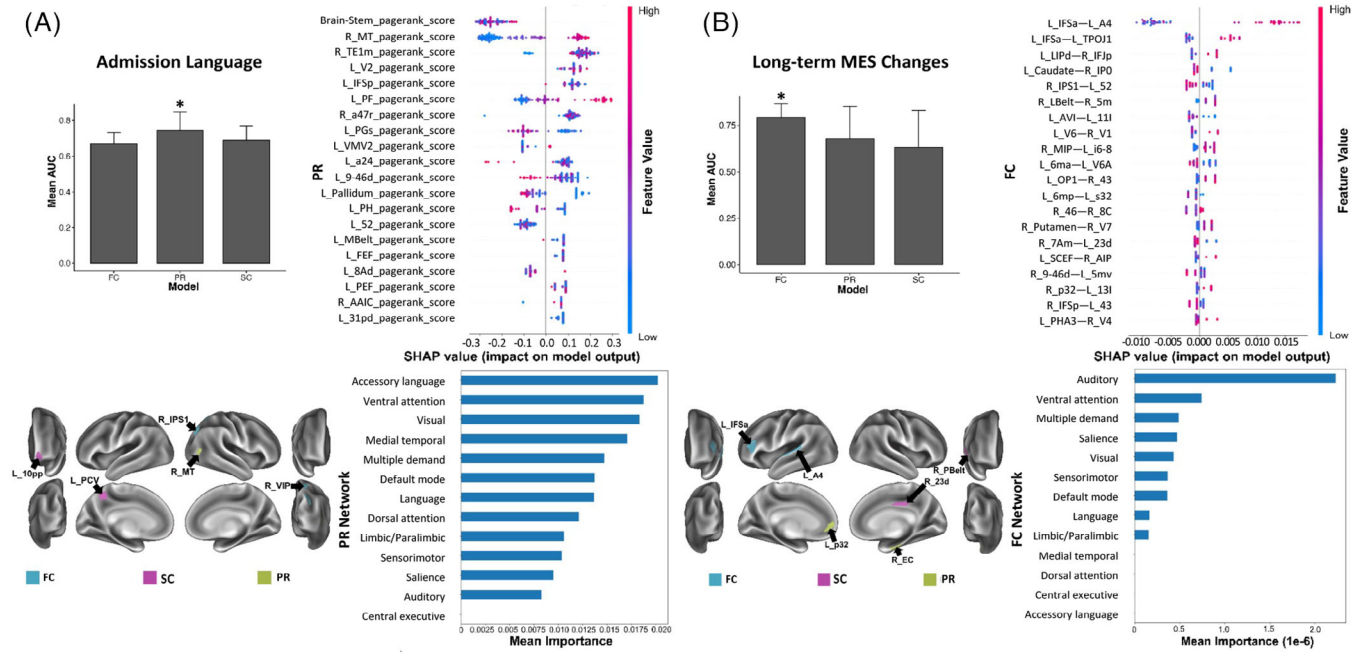 (A)
Admission Language
Mean AUC
0.8
0.6
0.4
0.2
0.0
*
FC
PR
SC
Model
PR
Brain-Stem_pagerank_score
R_MT_pagerank_score
R_TE1m_pagerank_score
L_V2_pagerank_score
L_IFSp_pagerank_score
L_PF_pagerank_score
R_a47r_pagerank_score
L_PGs_pagerank_score
L_VMV2_pagerank_score
L_a24_pagerank_score
L_9-46d_pagerank_score
L_Pallidum_pagerank_score
L_PH_pagerank_score
L_52_pagerank_score
L_MBelt_pagerank_score
L_FEF_pagerank_score
L_8Ad_pagerank_score
L_PEF_pagerank_score
R_AAIC_pagerank_score
L_31pd_pagerank_score
-0.3 -0.2 -0.1 0 0.1 0.2 0.3
SHAP value (impact on model output)
High
Feature Value
Low
R_IPS1
R_MT
L_10pp
L_PCV
R_VIP
FC
SC
PR
PR Network
Accessory language
Ventral attention
Visual
Medial temporal
Multiple demand
Default mode
Language
Dorsal attention
Limbic/Paralimbic
Sensorimotor
Salience
Auditory
Central executive
0 0.0025 0.005 0.0075 0.010 0.0125 0.015 0.0175 0.020
Mean Importance
(B)
Long-term MES Changes
Mean AUC
0.75
0.50
0.25
0.00
*
FC
PR
SC
Model
FC
L_IFSa—L_A4
L_IFSa—L_TPOJ1
L_LIPd—R_IFJp
L_Caudate—R_IP0
R_IPS1—L_52
R_LBelt—R_5m
L_AVI—L_11l
L_V6—R_V1
R_MIP—L_i6-8
L_6ma—L_V6A
L_OP1—R_43
L_6mp—L_s32
R_46—R_8C
R_Putamen—R_V7
R_7Am—L_23d
L_SCEF—R_AIP
R_9-46d—L_5mv
R_p32—L_13l
R_IFSp—L_43
L_PHA3—R_V4
-0.010 -0.005 0.000 0.005 0.010 0.015
SHAP value (impact on model output)
High
Feature Value
Low
L_IFSa
L_A4
R_PBelt
R_23d
L_p32
R_EC
FC
SC
PR
FC Network
Auditory
Ventral attention
Multiple demand
Salience
Visual
Sensorimotor
Default mode
Language
Limbic/Paralimbic
Medial temporal
Dorsal attention
Central executive
Accessory language
0 0.5 1.0 1.5 2.0
Mean Importance (1e-6)